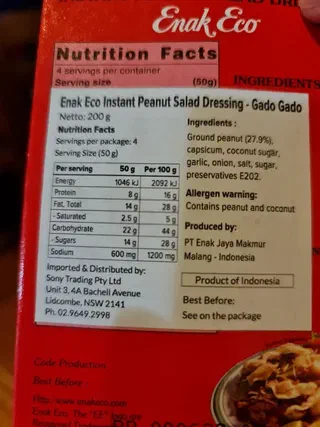 Enak Eco
Nutrition Facts
4 servings per container
Serving size (50g)
INGREDIENTS
Enak Eco Instant Peanut Salad Dressing - Gado Gado
Netto: 200 g
Nutrition Facts
Servings per package: 4
Serving Size (50 g)
Per serving 50 g Per 100 g
Energy 1046 kJ 2092 kJ
Protein 8 g 16 g
Fat, Total 14 g 28 g
- Saturated 2.5 g 5 g
Carbohydrate 22 g 44 g
- Sugars 14 g 28 g
Sodium 600 mg 1200 mg
Imported & Distributed by:
Sony Trading Pty Ltd
Unit 3, 4A Bachell Avenue
Lidcombe, NSW 2141
Ph. 02.9649.2998
Ingredients :
Ground peanut (27.9%),
capsicum, coconut sugar,
garlic, onion, salt, sugar,
preservatives E202.
Allergen warning:
Contains peanut and coconut
Produced by:
PT Enak Jaya Makmur
Malang - Indonesia
Product of Indonesia
Best Before:
See on the package
Code Production
Best Before
Enak Eco. The "EE" logo are